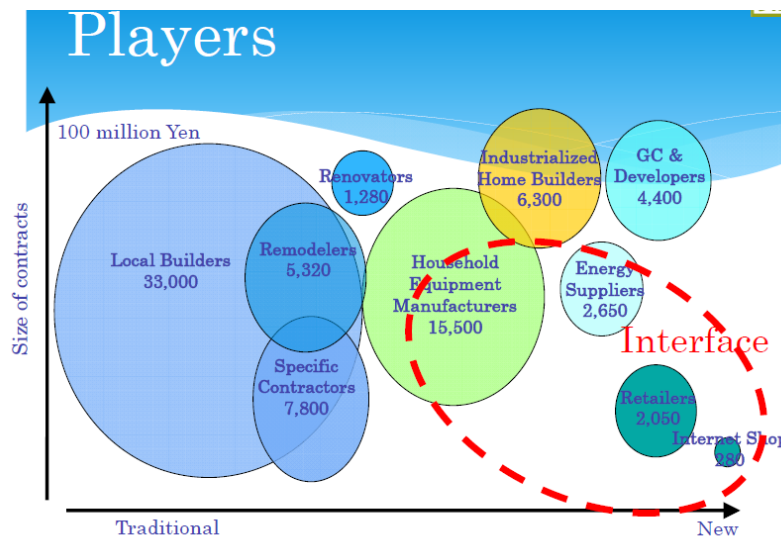 Players
100 million Yen
Size of contracts
Local Builders
33,000
Renovators
1,280
Remodelers
5,320
Specific
Contractors
7,800
Household
Equipment
Manufacturers
15,500
Industrialized
Home Builders
6,300
GC &
Developers
4,400
Energy
Suppliers
2,650
Interface
Retailers
2,050
Internet Shop
280
Traditional
New